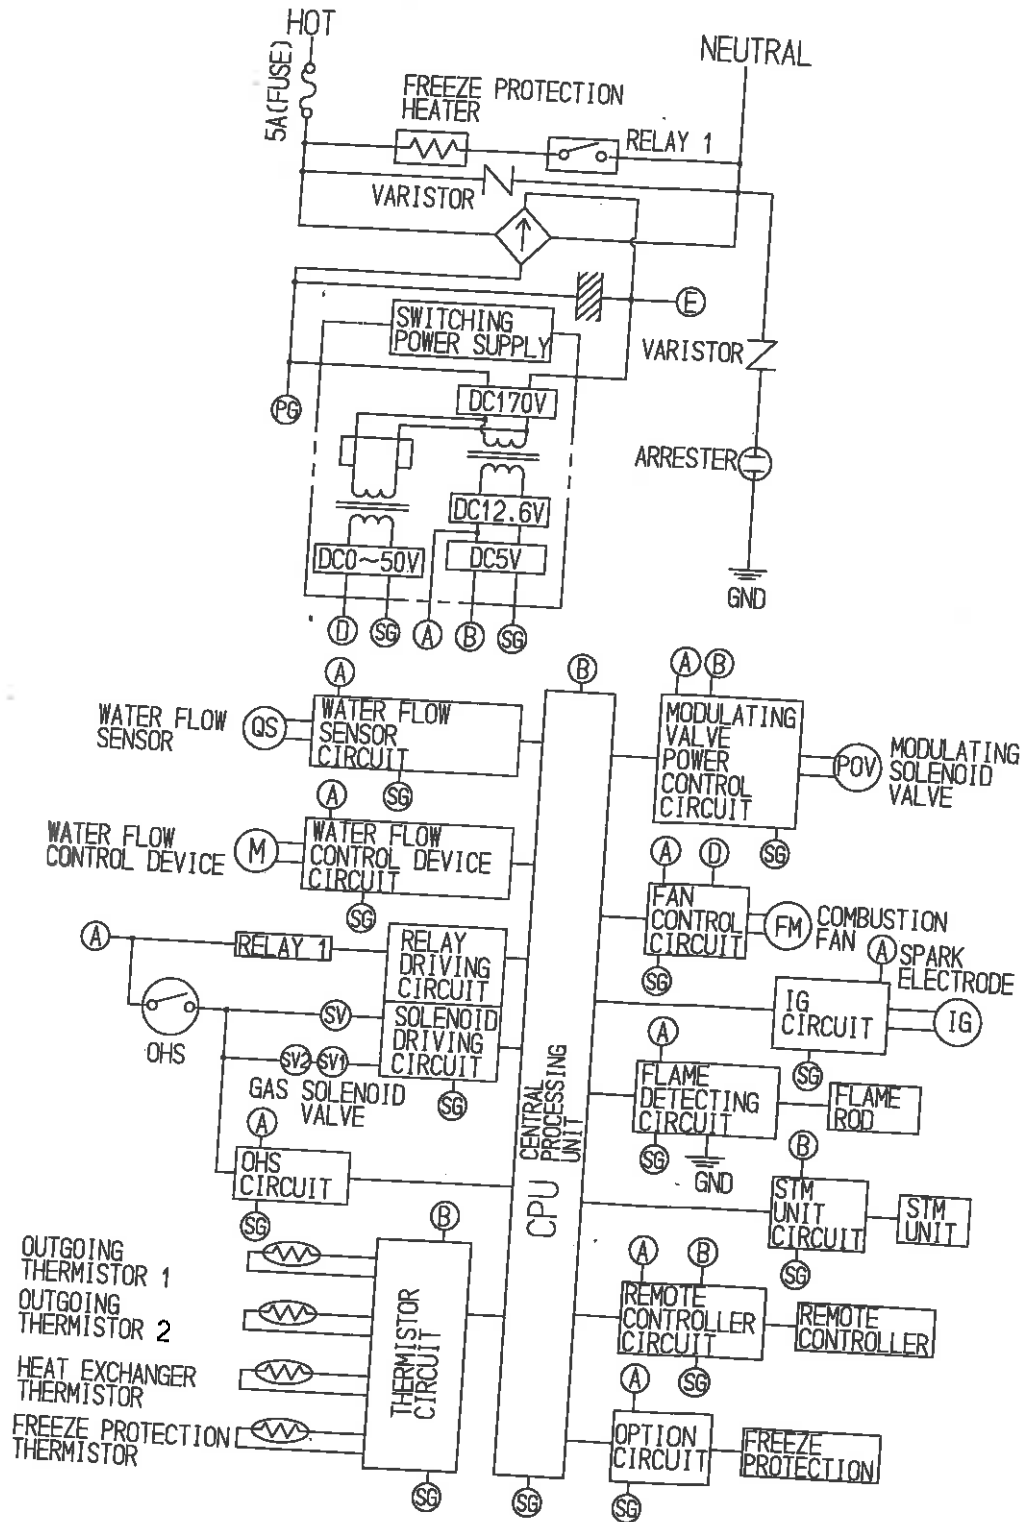 HOT
NEUTRAL
5A(FUSE)
FREEZE PROTECTION
HEATER
RELAY 1
VARISTOR
E
SWITCHING
POWER SUPPLY
VARISTOR
PG
DC170V
ARRESTER
DC12.6V
DC0~50V
DC5V
GND
D
SG
A
B
SG
A
WATER FLOW
SENSOR
QS
WATER FLOW
SENSOR
CIRCUIT
SG
A
WATER FLOW
CONTROL DEVICE
M
WATER FLOW
CONTROL DEVICE
CIRCUIT
SG
A
RELAY 1
RELAY
DRIVING
CIRCUIT
OHS
SV
SOLENOID
DRIVING
CIRCUIT
SV2
SV1
GAS SOLENOID
VALVE
SG
A
OHS
CIRCUIT
SG
B
OUTGOING
THERMISTOR 1
OUTGOING
THERMISTOR 2
HEAT EXCHANGER
THERMISTOR
FREEZE PROTECTION
THERMISTOR
THERMISTOR
CIRCUIT
SG
B
CPU
CENTRAL
PROCESSING
UNIT
SG
A
B
MODULATING
VALVE
POWER
CONTROL
CIRCUIT
POV
MODULATING
SOLENOID
VALVE
SG
A
D
FAN
CONTROL
CIRCUIT
FM
COMBUSTION
FAN
SG
A
SPARK
ELECTRODE
IG
CIRCUIT
IG
SG
A
FLAME
DETECTING
CIRCUIT
FLAME
ROD
SG
GND
B
STM
UNIT
CIRCUIT
STM
UNIT
SG
A
B
REMOTE
CONTROLLER
CIRCUIT
REMOTE
CONTROLLER
SG
A
OPTION
CIRCUIT
FREEZE
PROTECTION
SG